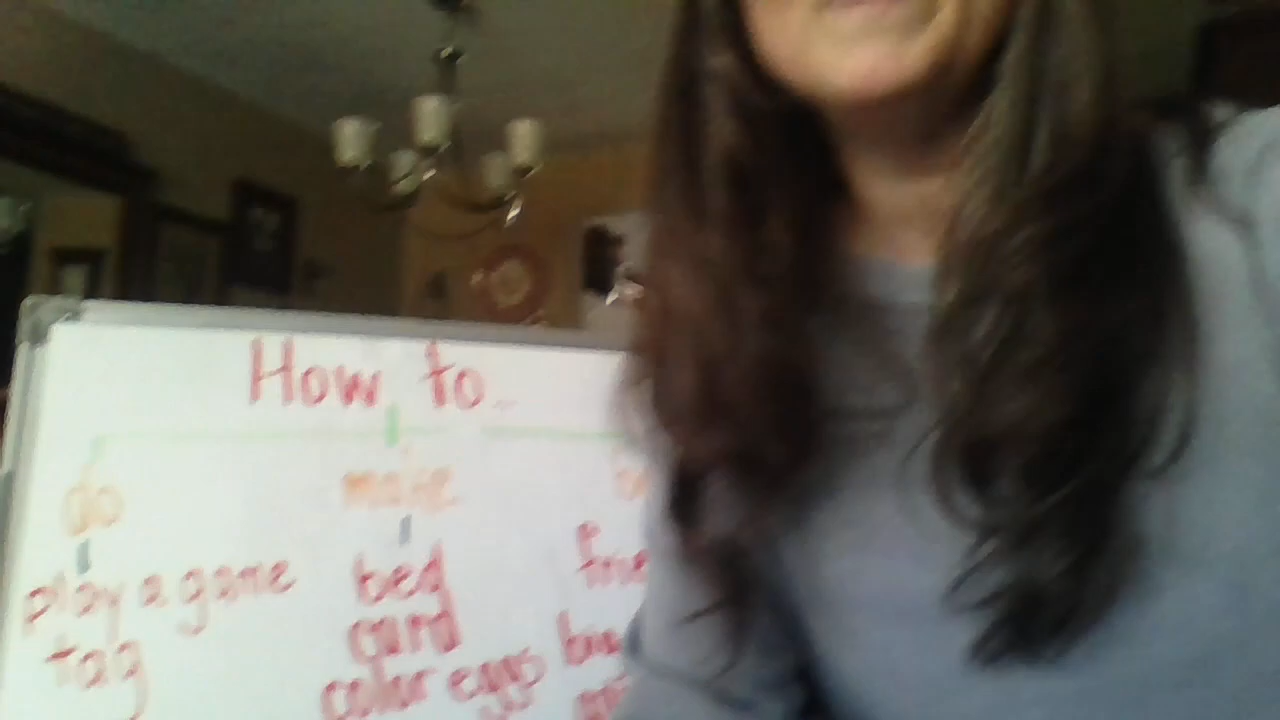 How to...
do make
play a game bed
tag card
color eggs